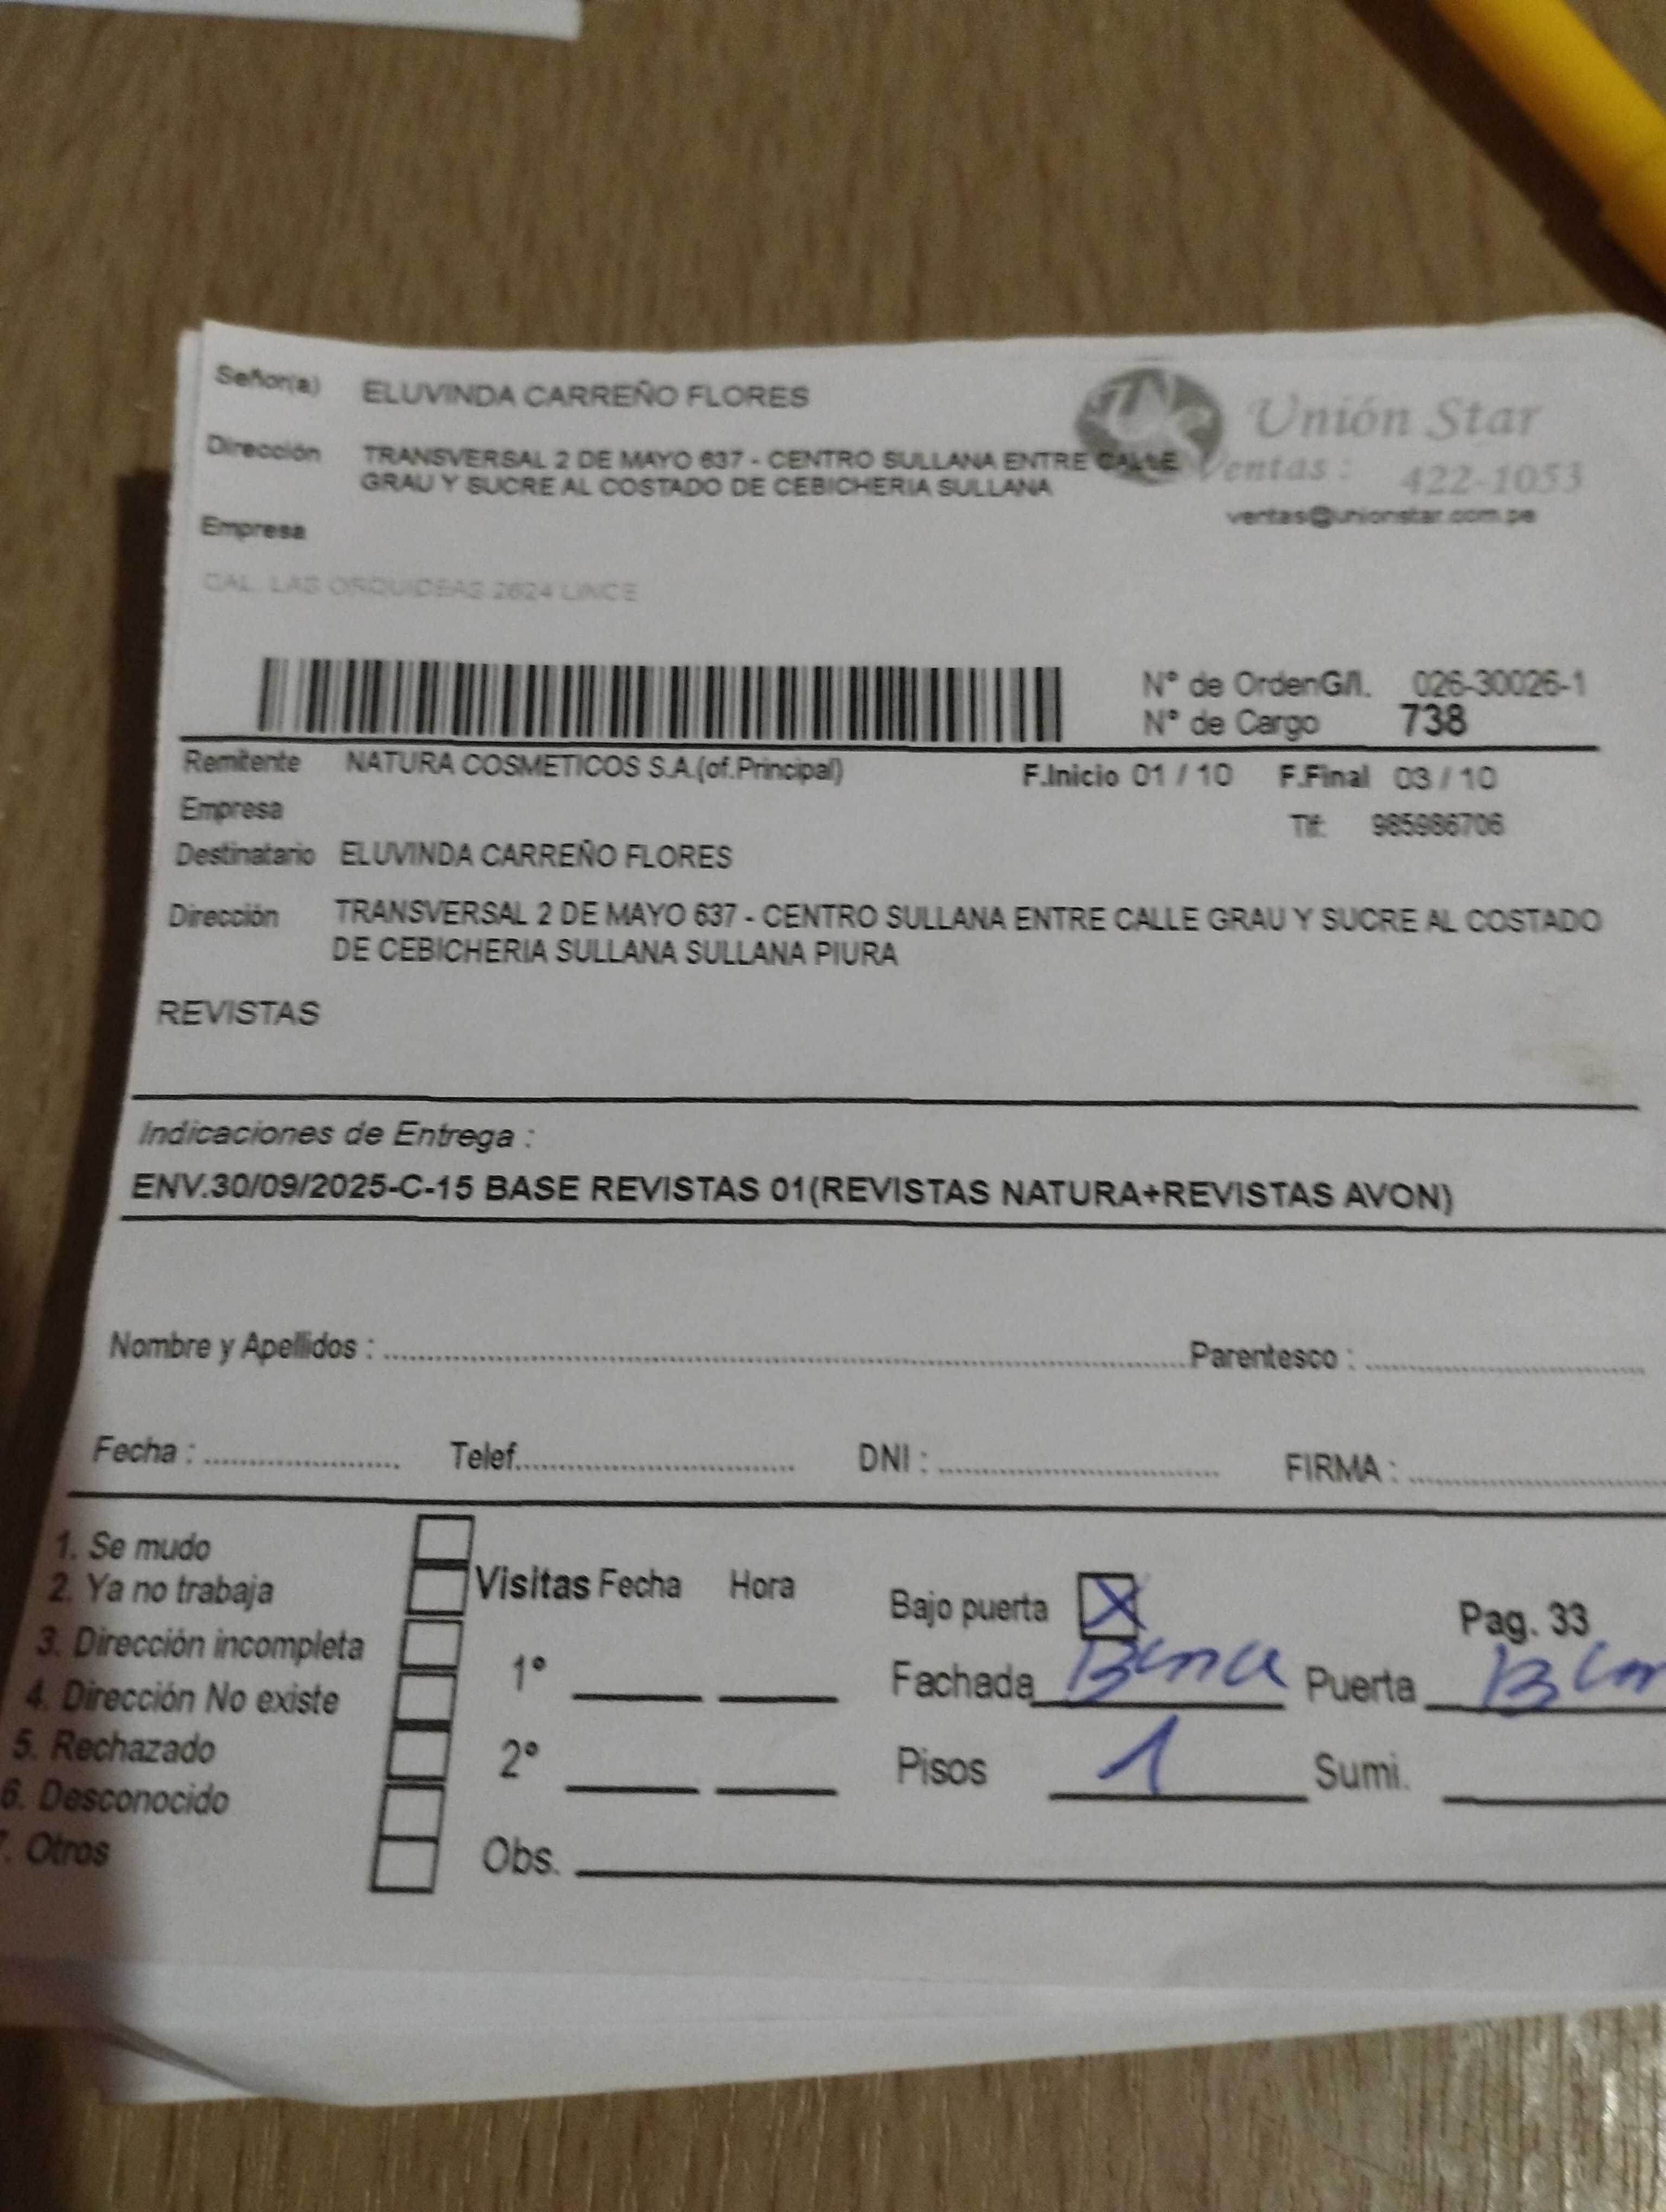 Señor(a) ELUVINDA CARREÑO FLORES
Unión Star
Dirección TRANSVERSAL 2 DE MAYO 637 - CENTRO SULLANA ENTRE CALLE
GRAU Y SUCRE AL COSTADO DE CEBICHERIA SULLANA
Ventas : 422-1053
ventas@unionstar.com.pe
Empresa
CAL. LAS ORQUIDEAS 2624 LINCE
N° de OrdenG/I. 026-30026-1
N° de Cargo 738
Remitente NATURA COSMETICOS S.A.(of.Principal) F.Inicio 01 / 10 F.Final 03 / 10
Empresa Tlf: 985986706
Destinatario ELUVINDA CARREÑO FLORES
Dirección TRANSVERSAL 2 DE MAYO 637 - CENTRO SULLANA ENTRE CALLE GRAU Y SUCRE AL COSTADO
DE CEBICHERIA SULLANA SULLANA PIURA
REVISTAS
Indicaciones de Entrega :
ENV.30/09/2025-C-15 BASE REVISTAS 01(REVISTAS NATURA+REVISTAS AVON)
Nombre y Apellidos : Parentesco :
Fecha : Telef. DNI : FIRMA :
1. Se mudo
2. Ya no trabaja
3. Dirección incompleta
4. Dirección No existe
5. Rechazado
6. Desconocido
7. Otros
Visitas Fecha Hora
1°
2°
Obs.
Bajo puerta X Pag. 33
Fachada Puerta
Pisos 1 Sumi.